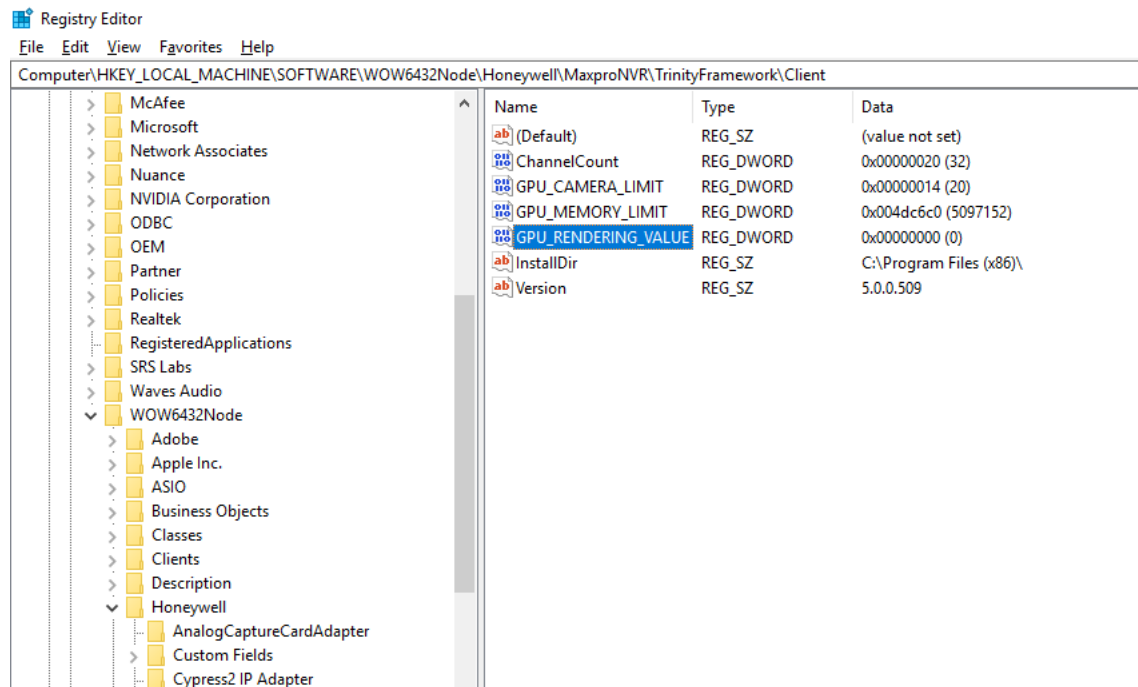 Registry Editor
File Edit View Favorites Help
Computer\HKEY_LOCAL_MACHINE\SOFTWARE\WOW6432Node\Honeywell\MaxproNVR\TrinityFramework\Client
McAfee
Microsoft
Network Associates
Nuance
NVIDIA Corporation
ODBC
OEM
Partner
Policies
Realtek
RegisteredApplications
SRS Labs
Waves Audio
WOW6432Node
Adobe
Apple Inc.
ASIO
Business Objects
Classes
Clients
Description
Honeywell
AnalogCaptureCardAdapter
Custom Fields
Cypress2 IP Adapter
Name Type Data
(Default) REG_SZ (value not set)
ChannelCount REG_DWORD 0x00000020 (32)
GPU_CAMERA_LIMIT REG_DWORD 0x00000014 (20)
GPU_MEMORY_LIMIT REG_DWORD 0x004dc6c0 (5097152)
GPU_RENDERING_VALUE REG_DWORD 0x00000000 (0)
InstallDir REG_SZ C:\Program Files (x86)\
Version REG_SZ 5.0.0.509